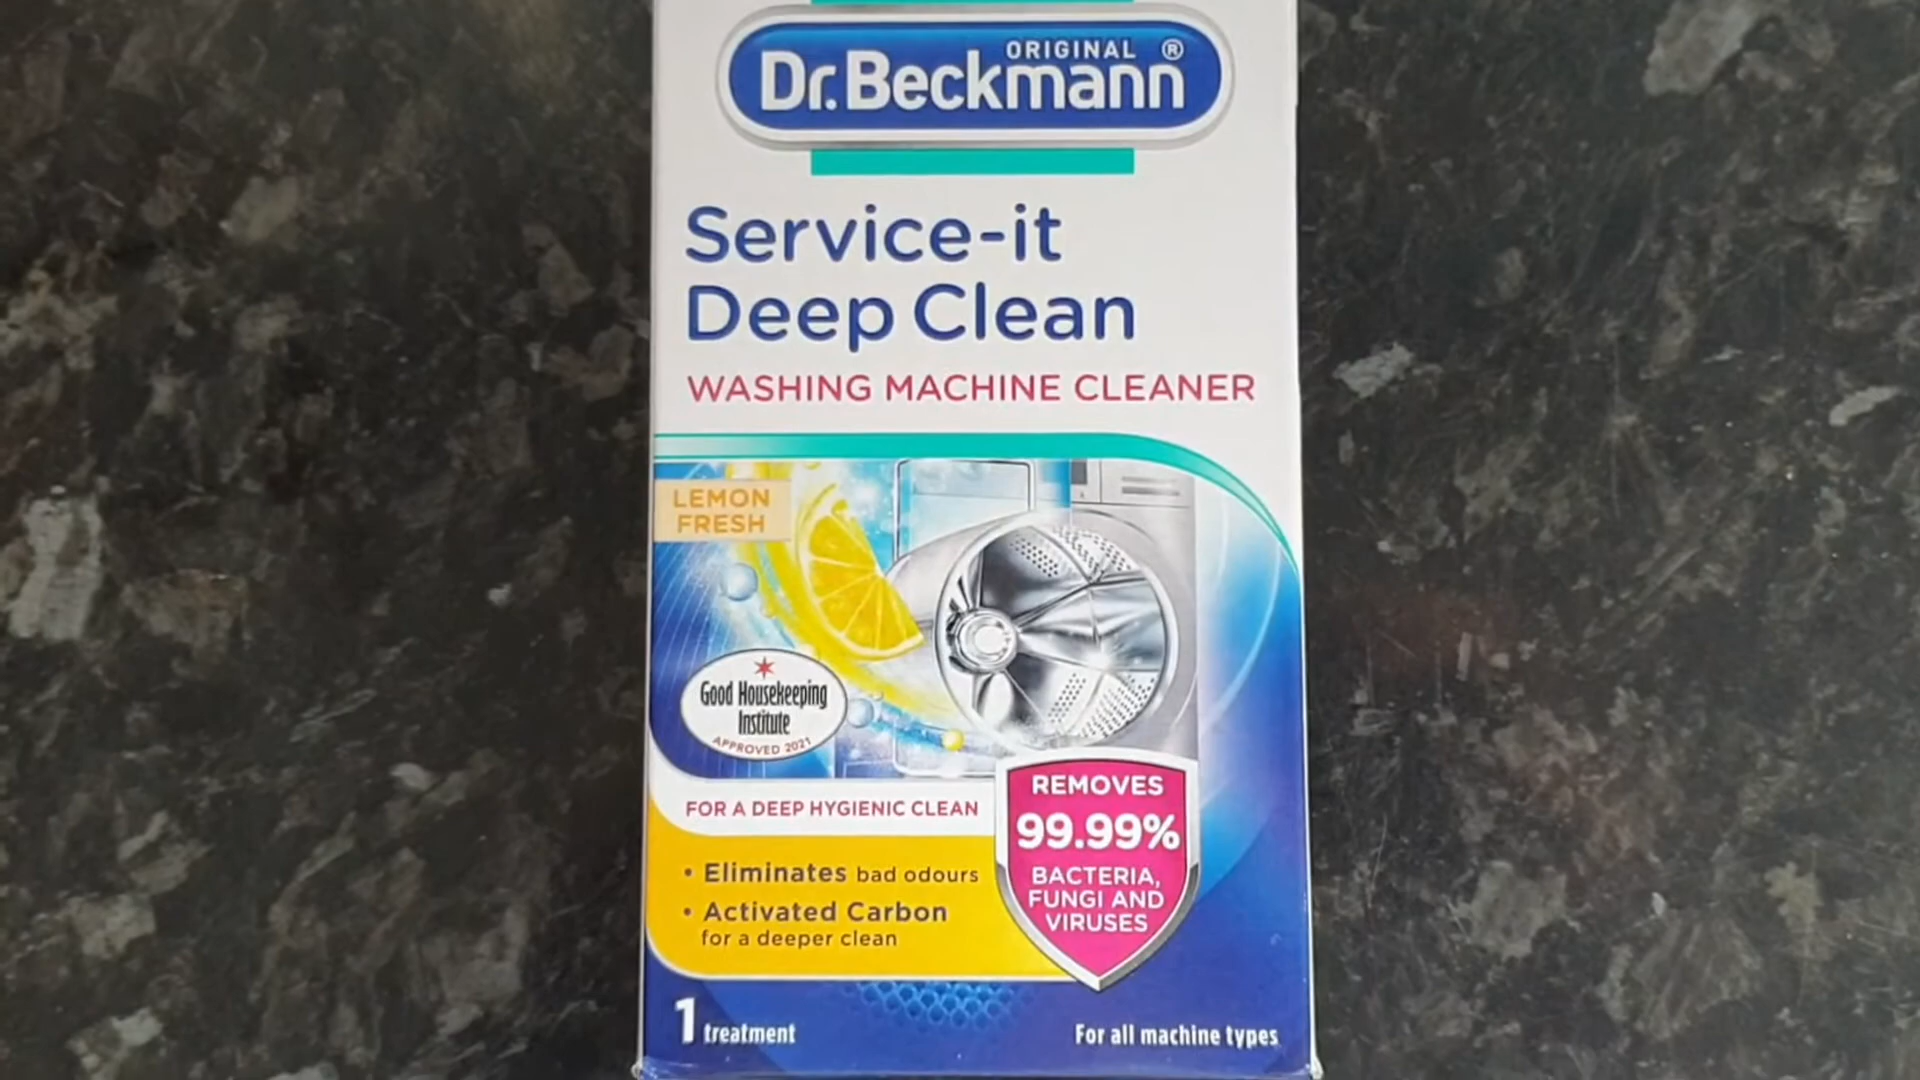 ORIGINAL ®
Dr.Beckmann
Service-it
Deep Clean
WASHING MACHINE CLEANER
LEMON
FRESH
Good Housekeeping
Institute
APPROVED 2021
FOR A DEEP HYGIENIC CLEAN
• Eliminates bad odours
• Activated Carbon
for a deeper clean
REMOVES
99.99%
BACTERIA,
FUNGI AND
VIRUSES
1 treatment
For all machine types